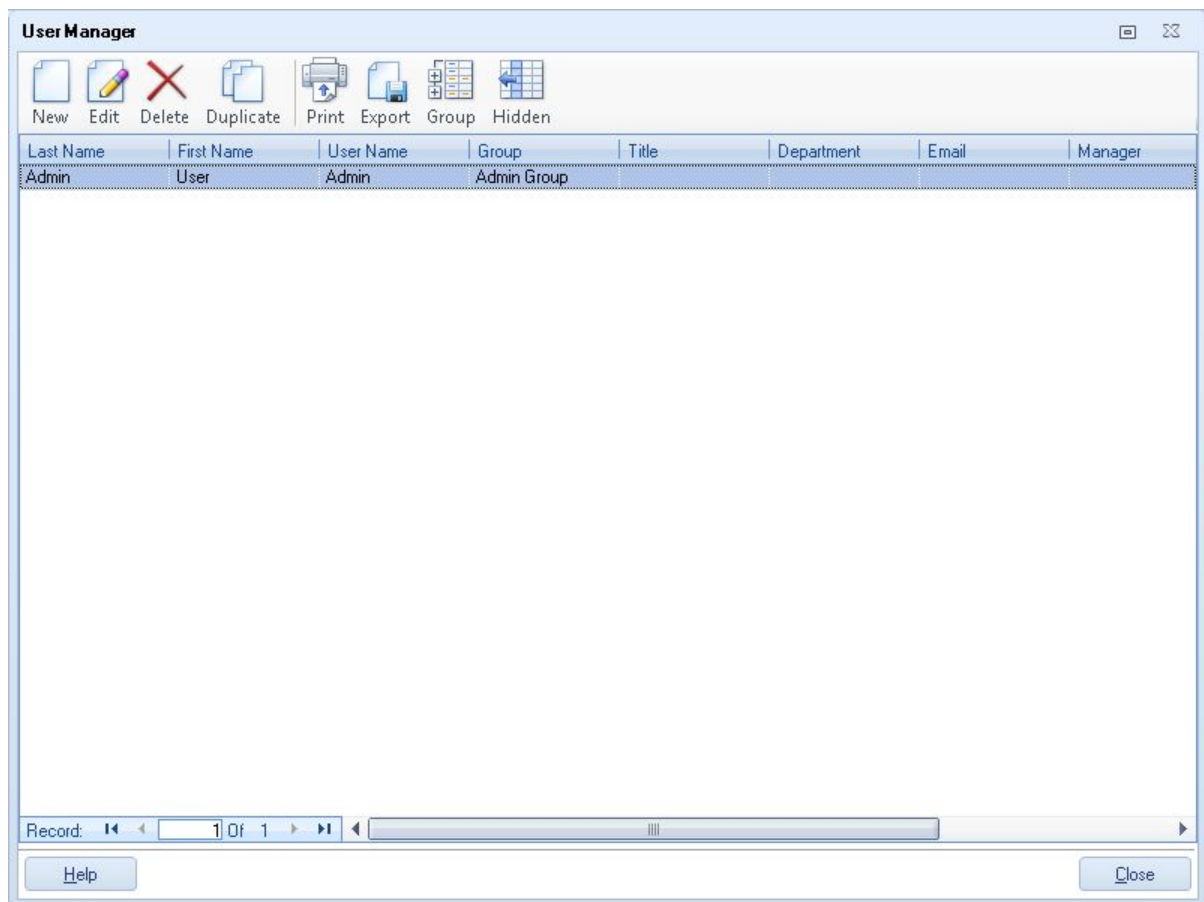 User Manager
New Edit Delete Duplicate Print Export Group Hidden
Last Name First Name User Name Group Title Department Email Manager
Admin User Admin Admin Group
Record: 1 Of 1
Help Close